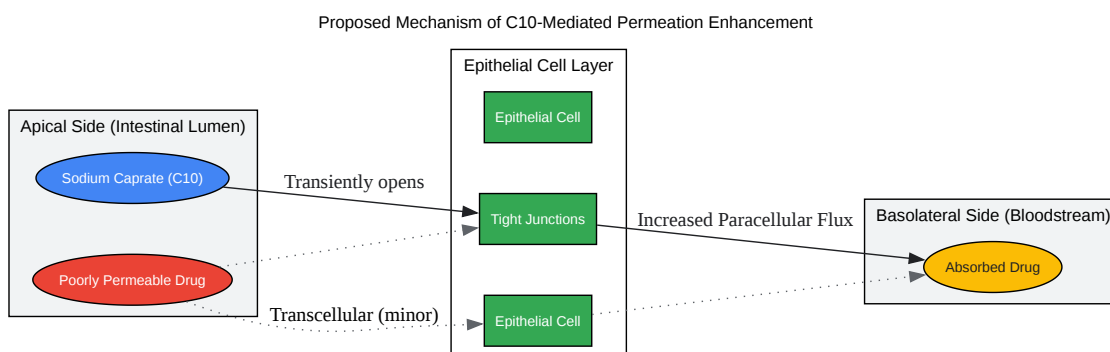 Proposed Mechanism of C10-Mediated Permeation Enhancement
Epithelial Cell Layer
Epithelial Cell
Apical Side (Intestinal Lumen)
Sodium Caprate (C10)
Transiently opens
Tight Junctions
Increased Paracellular Flux
Basolateral Side (Bloodstream)
Absorbed Drug
Poorly Permeable Drug
Transcellular (minor)
Epithelial Cell